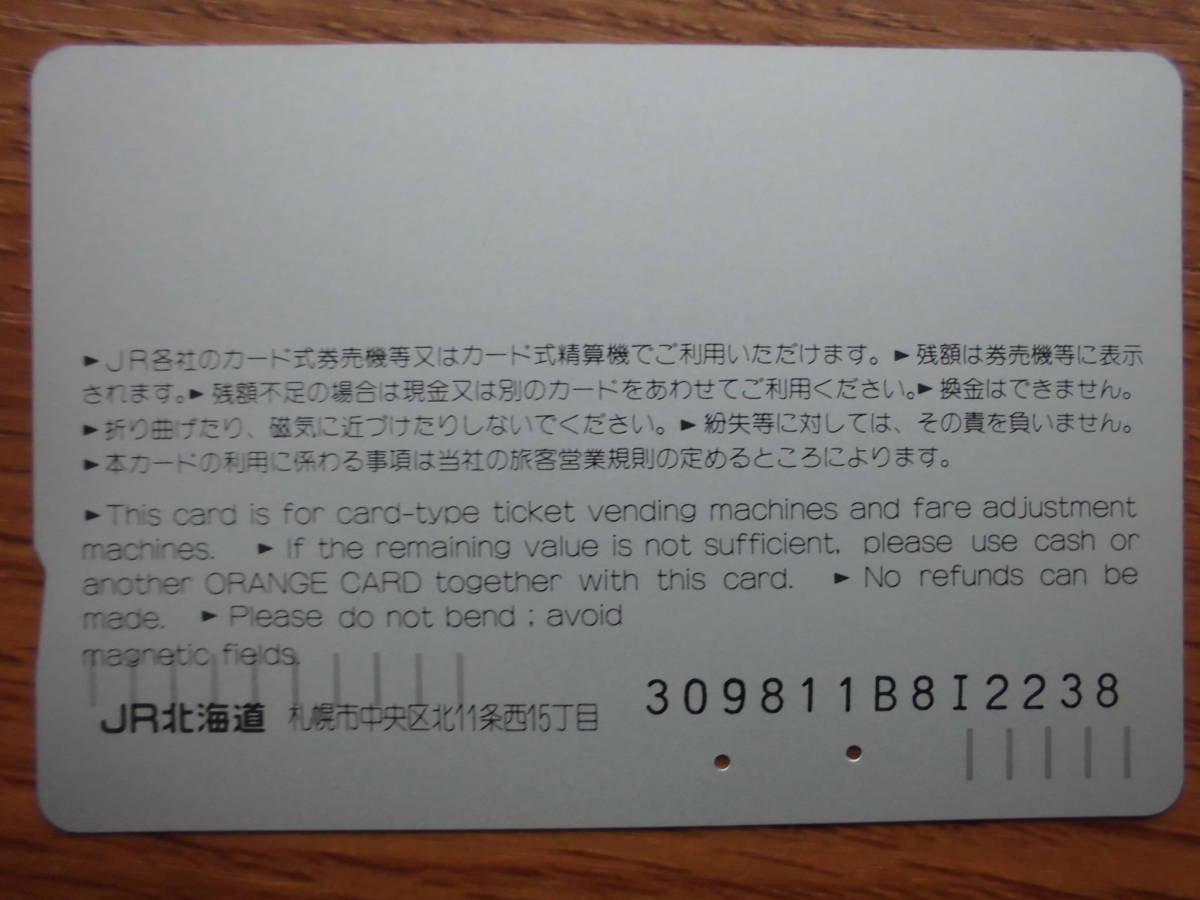 ►JR各社のカード式券売機等又はカード式精算機でご利用いただけます。►残額は券売機等に表示
されます。►残額不足の場合は現金又は別のカードをあわせてご利用ください。►換金はできません。
►折り曲げたり、磁気に近づけたりしないでください。►紛失等に対しては、その責を負いません。
►本カードの利用に係わる事項は当社の旅客営業規則の定めるところによります。
►This card is for card-type ticket vending machines and fare adjustment
machines. ►If the remaining value is not sufficient, please use cash or
another ORANGE CARD together with this card. ►No refunds can be
made. ►Please do not bend ; avoid
magnetic fields.
JR北海道 札幌市中央区北11条西15丁目
309811B8I2238